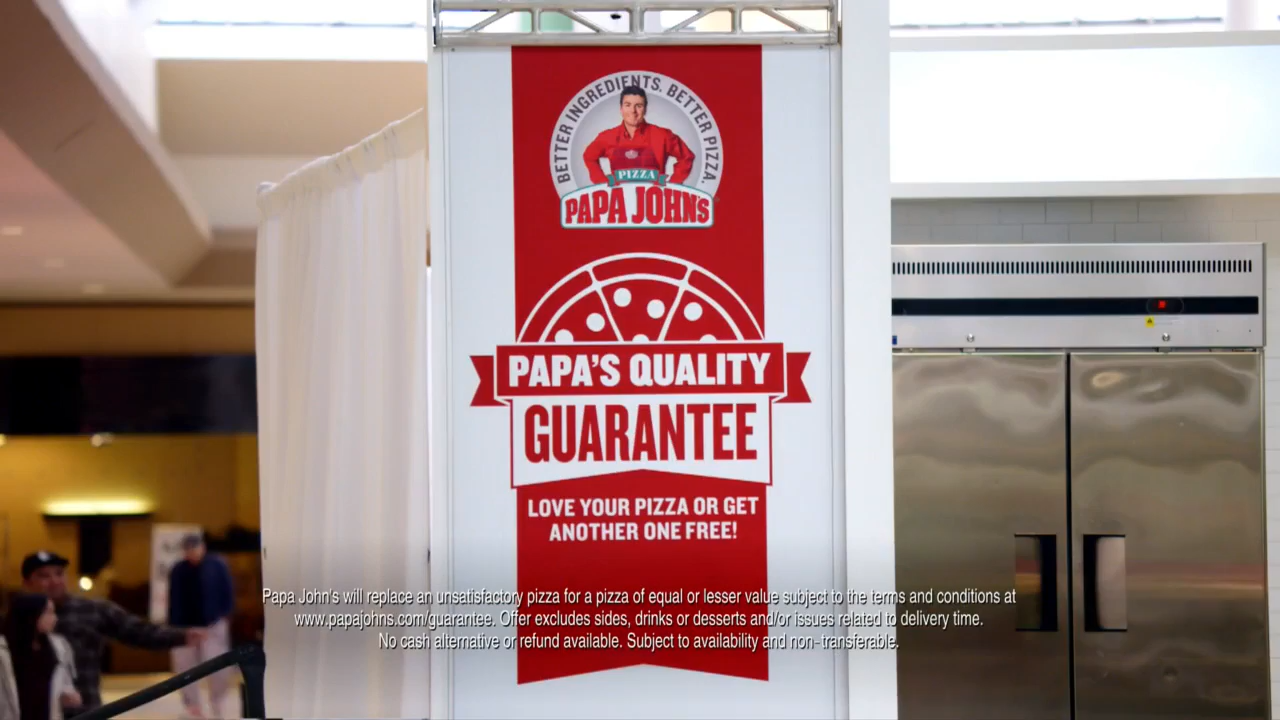 BETTER INGREDIENTS. BETTER PIZZA.
PIZZA
PAPA JOHN'S
PAPA'S QUALITY
GUARANTEE
LOVE YOUR PIZZA OR GET
ANOTHER ONE FREE!
Papa John's will replace an unsatisfactory pizza for a pizza of equal or lesser value subject to the terms and conditions at
www.papajohns.com/guarantee. Offer excludes sides, drinks or desserts and/or issues related to delivery time.
No cash alternative or refund available. Subject to availability and non-transferable.